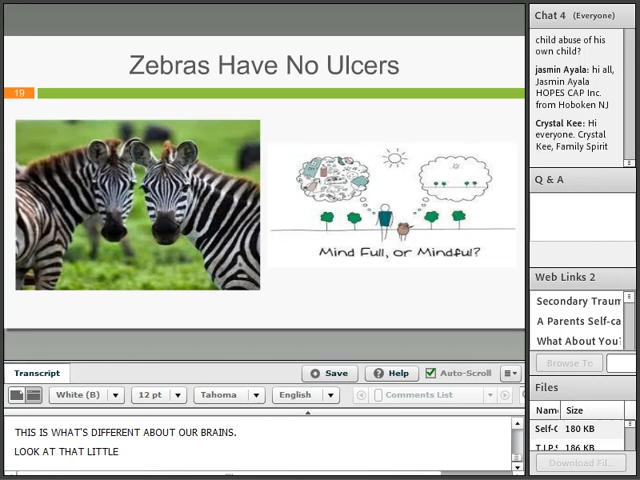 Zebras Have No Ulcers
19
Mind Full, or Mindful?
Chat 4 (Everyone)
child abuse of his
own child?
jasmin Ayala: hi all,
Jasmin Ayala
HOPES CAP Inc.
from Hoboken NJ
Crystal Kee: Hi
everyone. Crystal
Kee, Family Spirit
Q & A
Web Links 2
Secondary Traum
A Parents Self-ca
What About You?
Browse To
Files
Name Size
Self-C 180 KB
T.I.P.S 186 KB
Download Fil...
Transcript
Save
Help
Auto-Scroll
White (B)
12 pt
Tahoma
English
Comments List
THIS IS WHAT'S DIFFERENT ABOUT OUR BRAINS.
LOOK AT THAT LITTLE